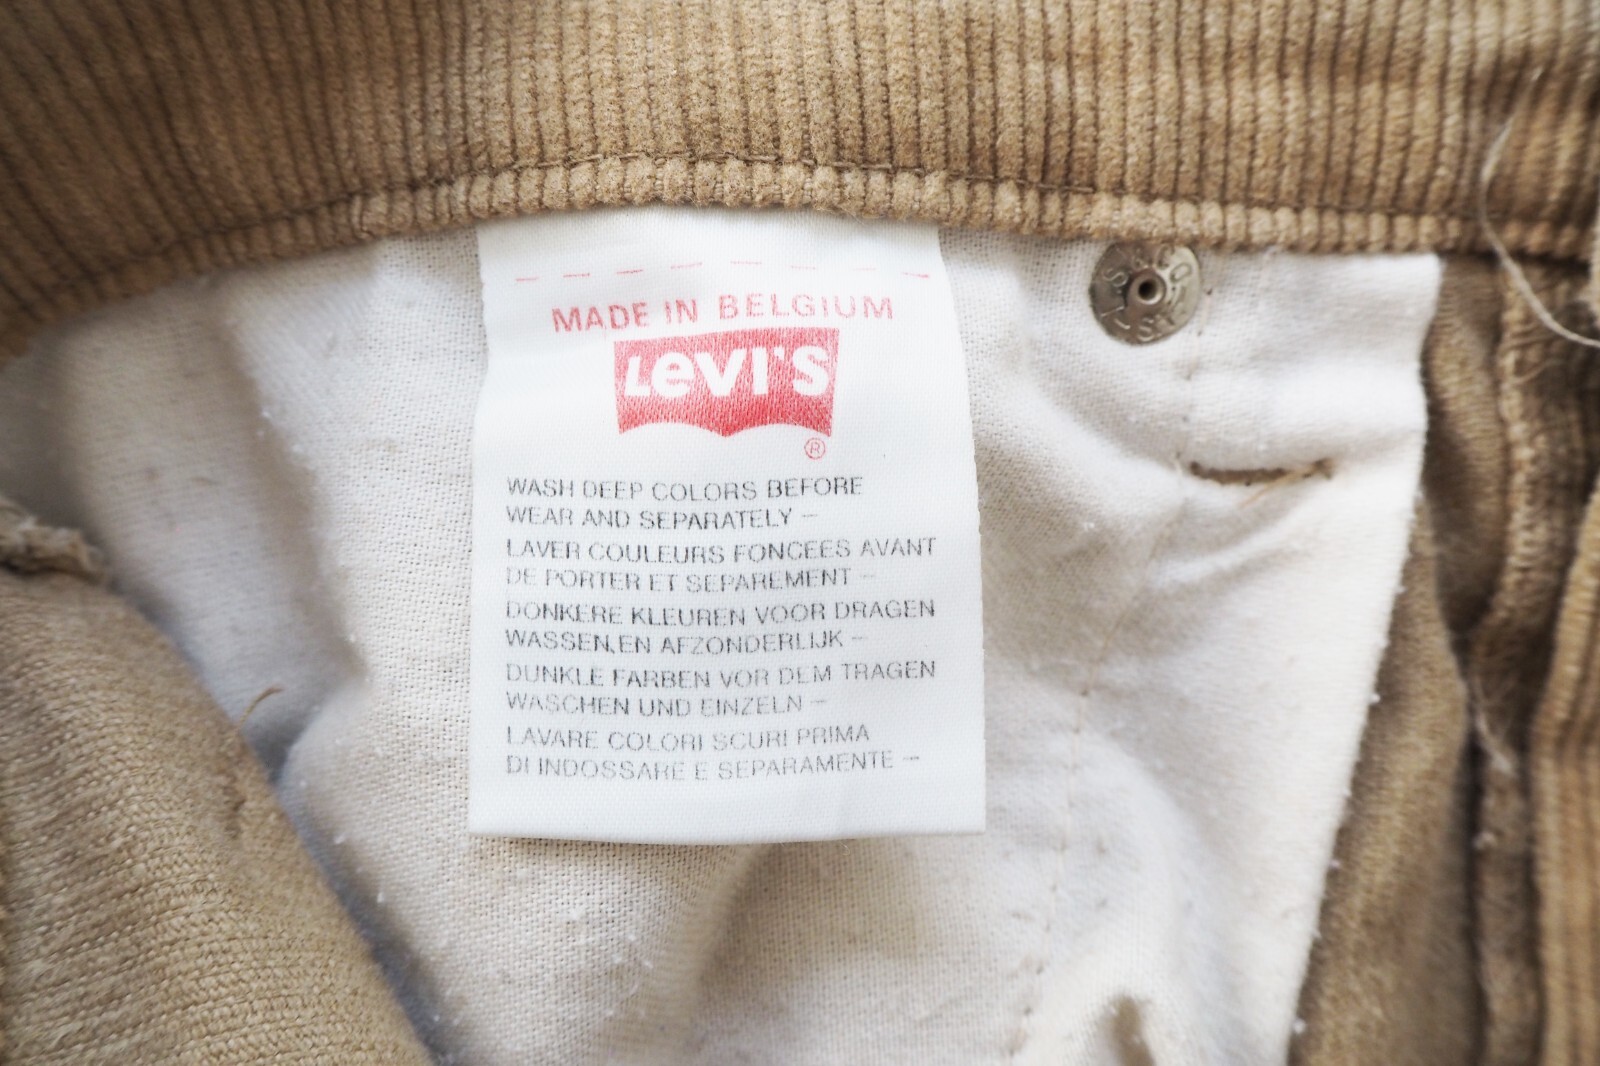 MADE IN BELGIUM
LEVI'S
®
WASH DEEP COLORS BEFORE
WEAR AND SEPARATELY –
LAVER COULEURS FONCEES AVANT
DE PORTER ET SEPAREMENT –
DONKERE KLEUREN VOOR DRAGEN
WASSEN, EN AFZONDERLIJK –
DUNKLE FARBEN VOR DEM TRAGEN
WASCHEN UND EINZELN –
LAVARE COLORI SCURI PRIMA
DI INDOSSARE E SEPARAMENTE –